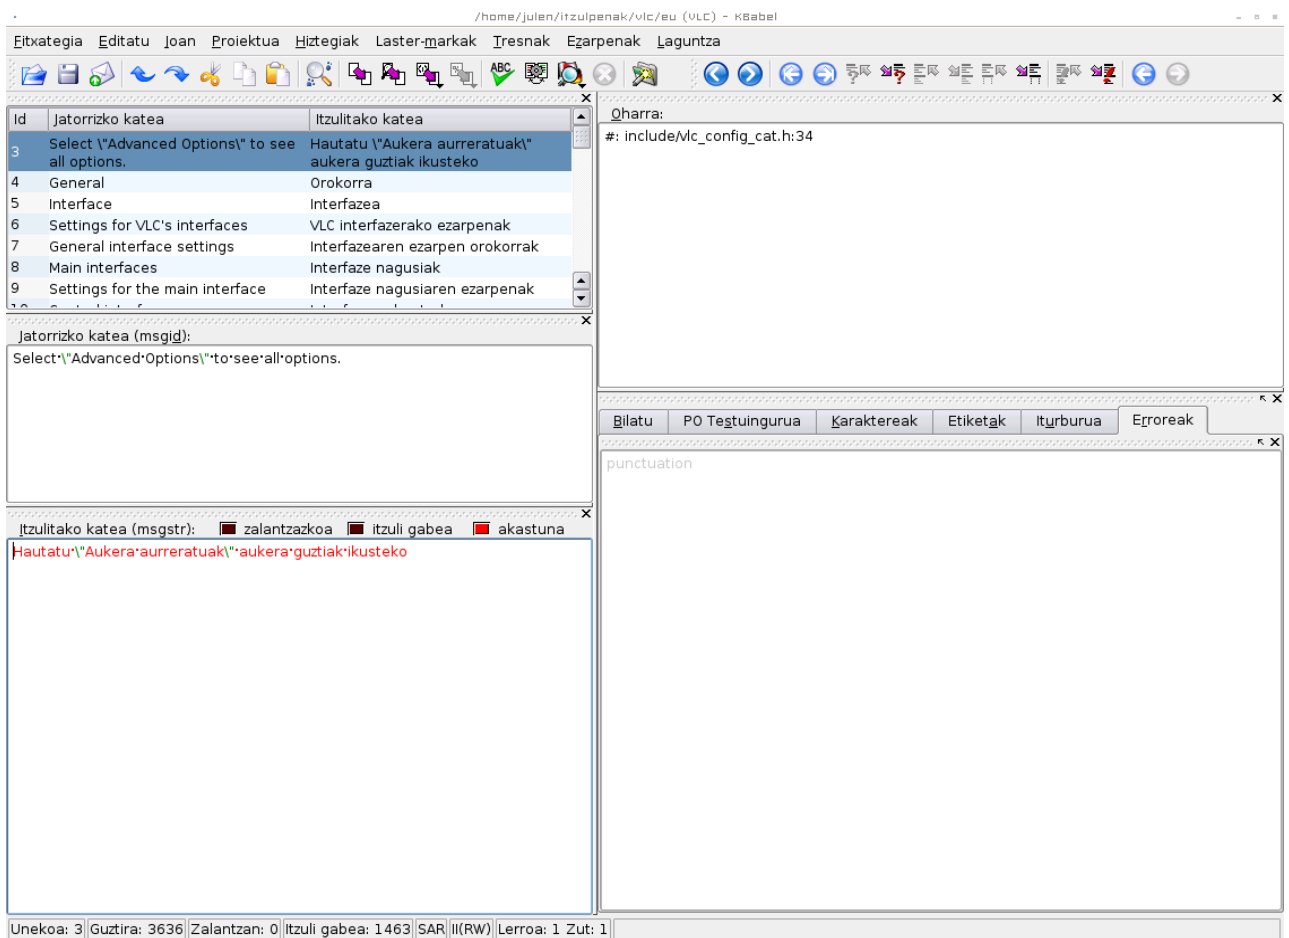 /home/julen/itzulpenak/vlc/eu (VLC) - KBabel
Fitxategia Editatu Joan Proiektua Hiztegiak Laster-markak Tresnak Ezarpenak Laguntza
ABC
Id Jatorrizko katea Itzulitako katea
3 Select \"Advanced Options\" to see Hautatu \"Aukera aurreratuak\"
all options. aukera guztiak ikusteko
4 General Orokorra
5 Interface Interfazea
6 Settings for VLC's interfaces VLC interfazerako ezarpenak
7 General interface settings Interfazearen ezarpen orokorrak
8 Main interfaces Interfaze nagusiak
9 Settings for the main interface Interfaze nagusiaren ezarpenak
Jatorrizko katea (msgid):
Select·\"Advanced·Options\"·to·see·all·options.
Itzulitako katea (msgstr): zalantzazkoa itzuli gabea akastuna
Hautatu·\"Aukera·aurreratuak\"·aukera·guztiak·ikusteko
Oharra:
#: include/vlc_config_cat.h:34
Bilatu PO Testuingurua Karaktereak Etiketak Iturburua Erroreak
punctuation
Unekoa: 3 Guztira: 3636 Zalantzan: 0 Itzuli gabea: 1463 SAR II(RW) Lerroa: 1 Zut: 1